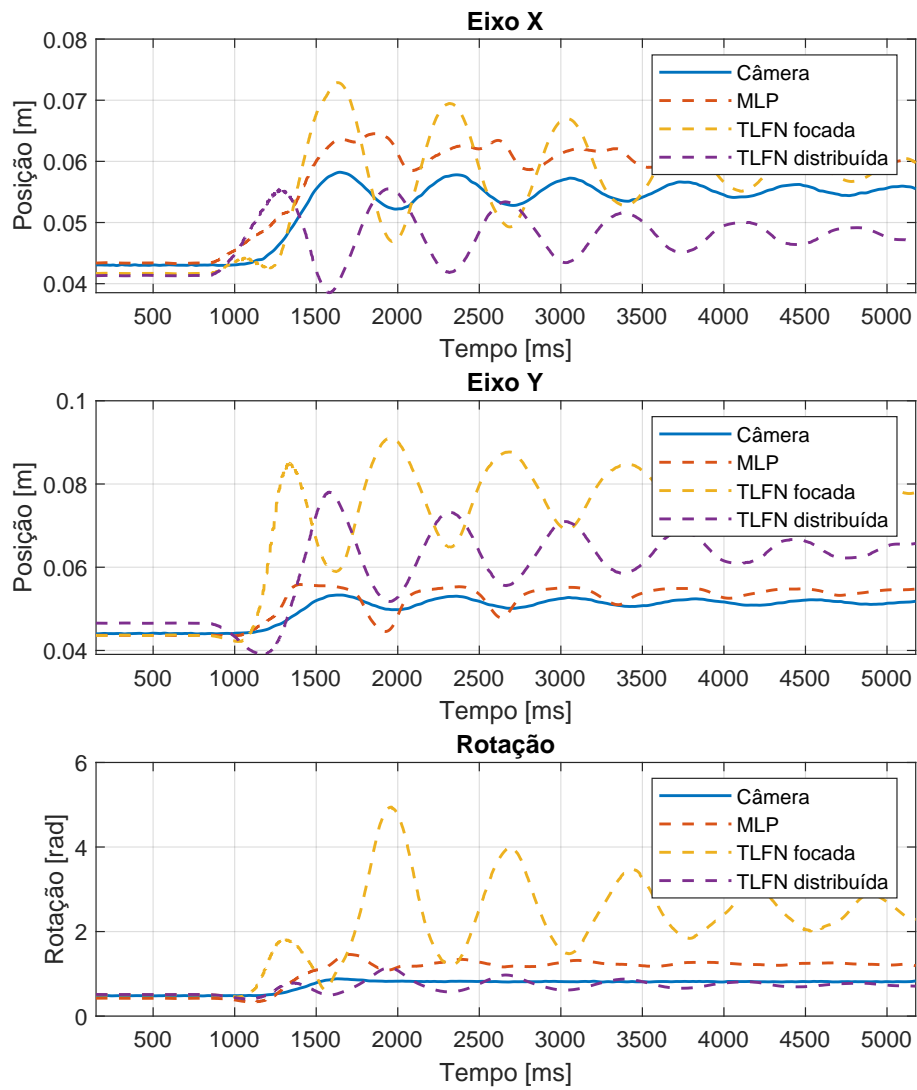 Eixo X
0.08
0.07
0.06
0.05
0.04
Posição [m]
Câmera
MLP
TLFN focada
TLFN distribuída
500 1000 1500 2000 2500 3000 3500 4000 4500 5000
Tempo [ms]
Eixo Y
0.1
0.08
0.06
0.04
Posição [m]
Câmera
MLP
TLFN focada
TLFN distribuída
500 1000 1500 2000 2500 3000 3500 4000 4500 5000
Tempo [ms]
Rotação
6
4
2
0
Rotação [rad]
Câmera
MLP
TLFN focada
TLFN distribuída
500 1000 1500 2000 2500 3000 3500 4000 4500 5000
Tempo [ms]